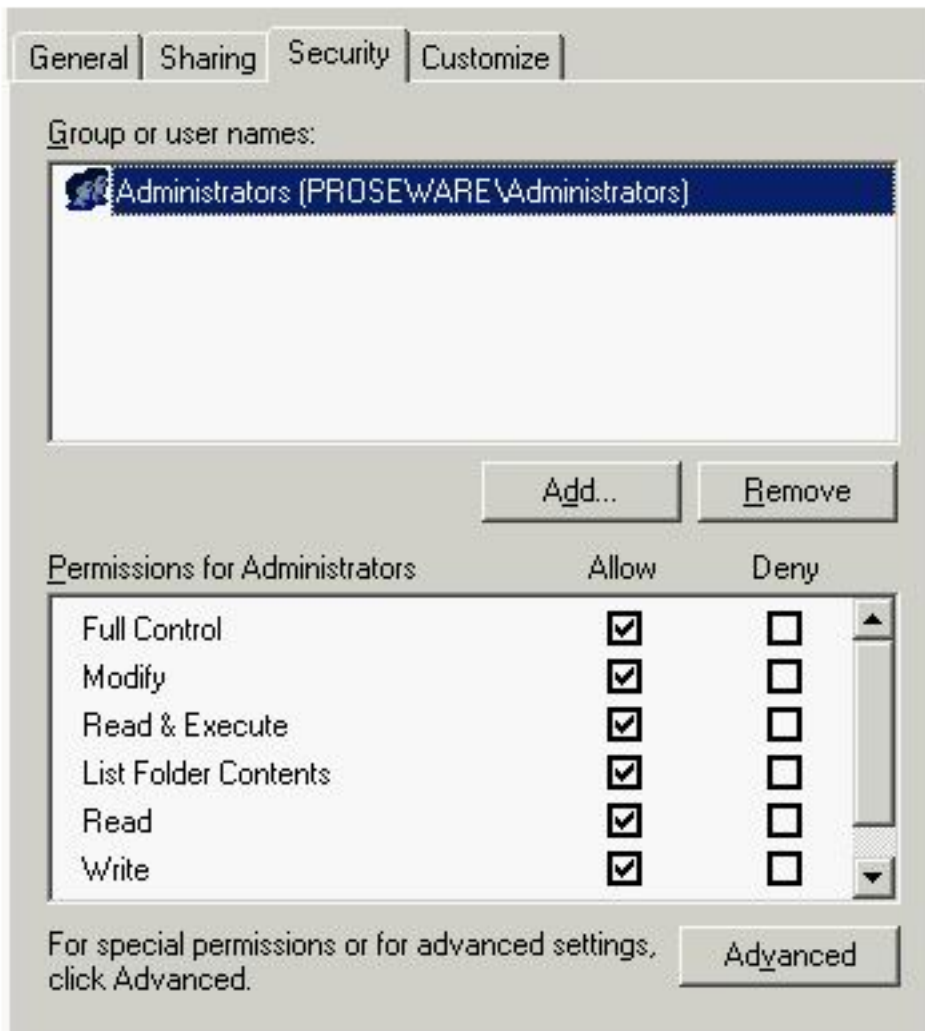 General Sharing Security Customize
Group or user names:
Administrators (PROSEWARE\Administrators)
Add... Remove
Permissions for Administrators Allow Deny
Full Control
Modify
Read & Execute
List Folder Contents
Read
Write
For special permissions or for advanced settings,
click Advanced.
Advanced